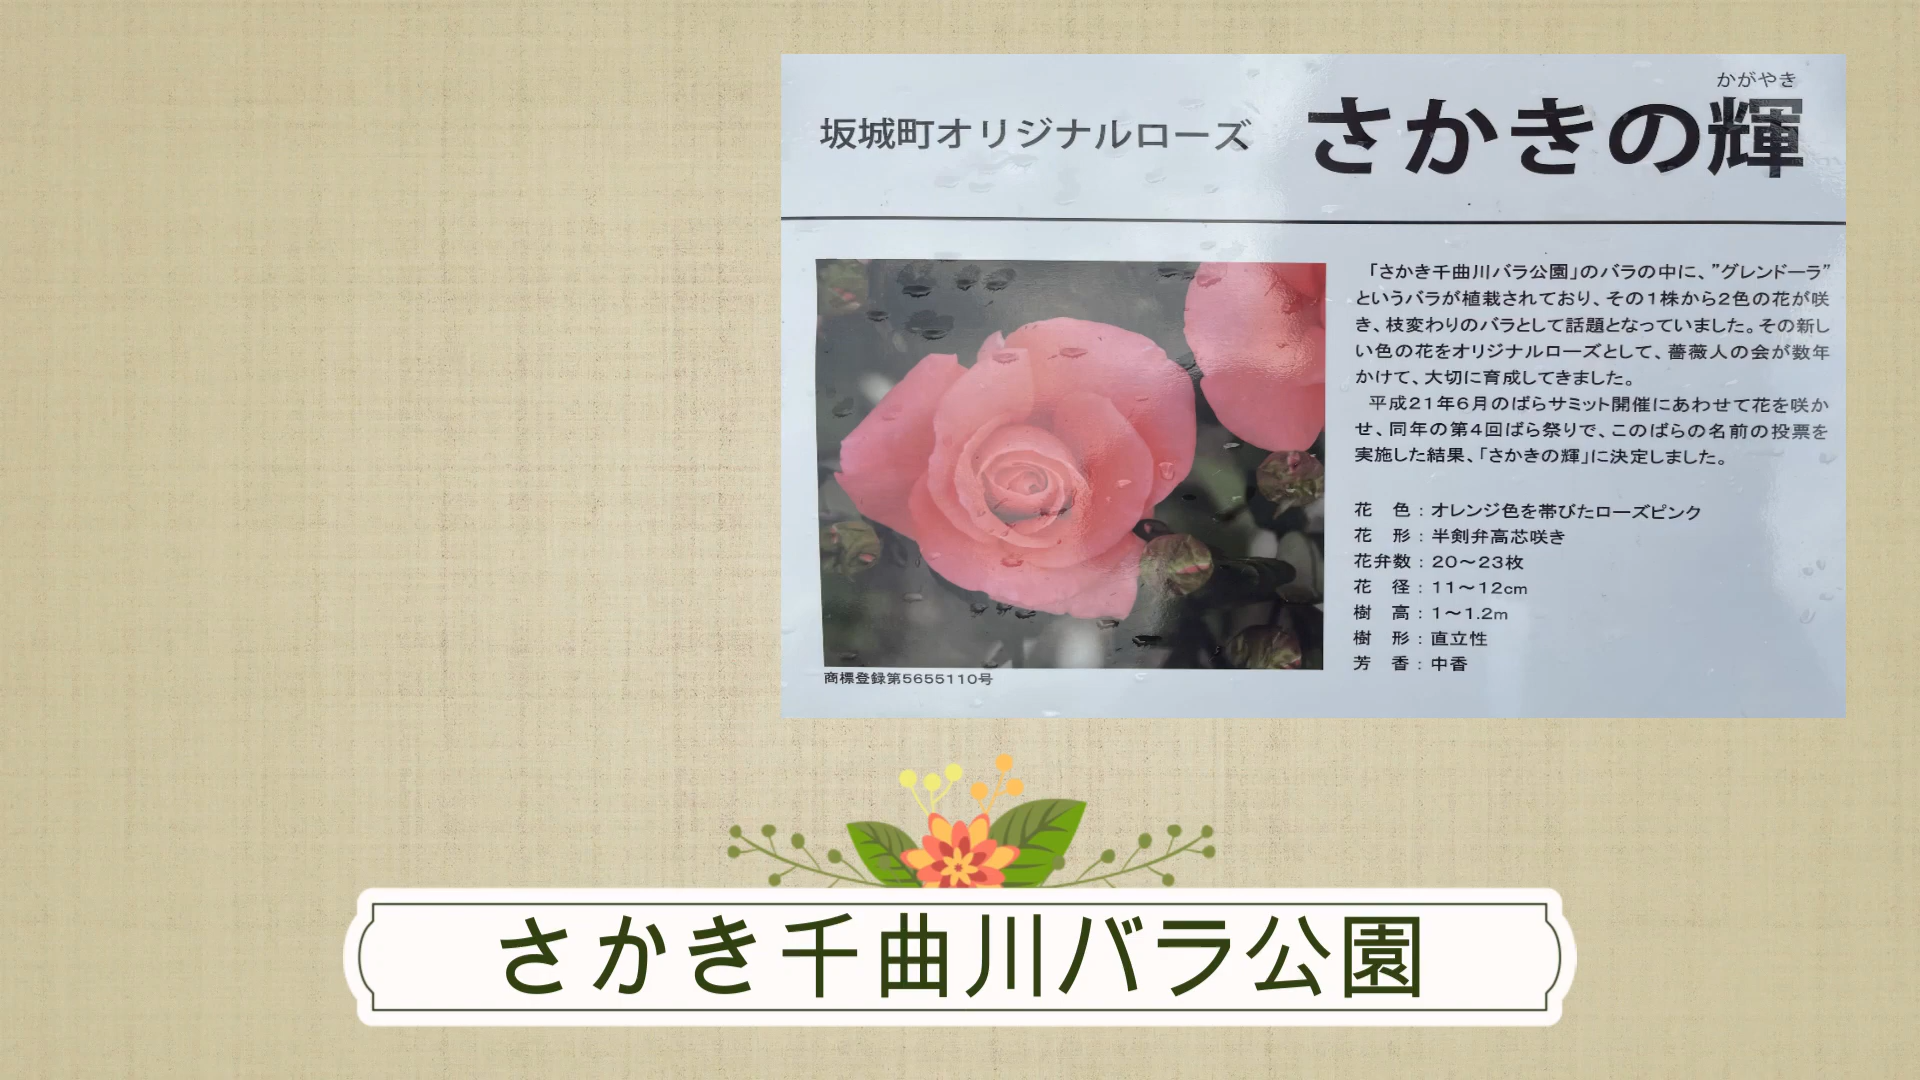 かがやき
坂城町オリジナルローズ さかきの輝
「さかき千曲川バラ公園」のバラの中に、”グレンドーラ”
というバラが植栽されており、その1株から2色の花が咲
き、枝変わりのバラとして話題となっていました。その新し
い色の花をオリジナルローズとして、薔薇人の会が数年
かけて、大切に育成してきました。
平成21年6月のばらサミット開催にあわせて花を咲か
せ、同年の第4回ばら祭りで、このばらの名前の投票を
実施した結果、「さかきの輝」に決定しました。
花　色：オレンジ色を帯びたローズピンク
花　形：半剣弁高芯咲き
花弁数：20～23枚
花　径：11～12cm
樹　高：1～1.2m
樹　形：直立性
芳　香：中香
商標登録第5655110号
さかき千曲川バラ公園